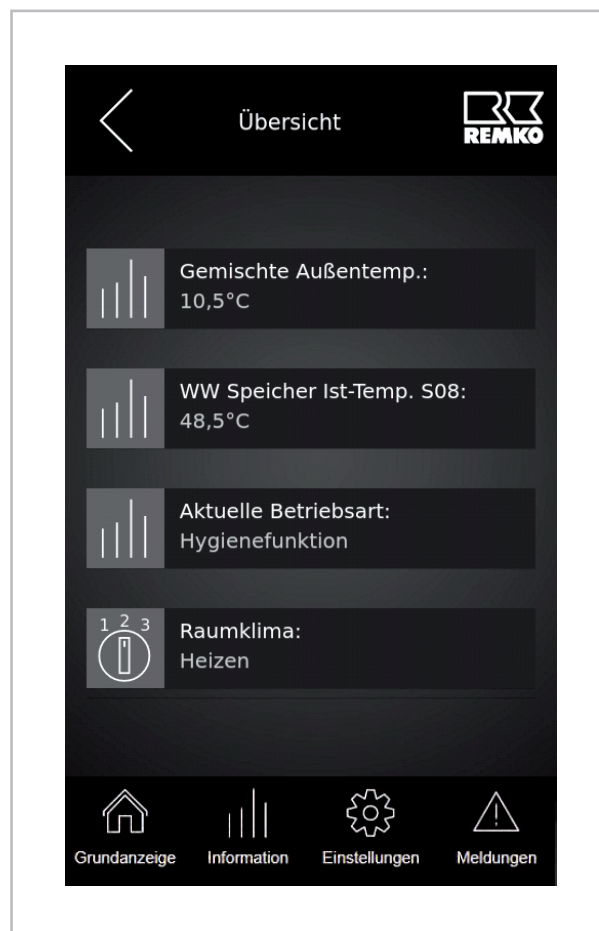 Übersicht
REMKO
Gemischte Außentemp.:
10,5°C
WW Speicher Ist-Temp. S08:
48,5°C
Aktuelle Betriebsart:
Hygienefunktion
1 2 3
Raumklima:
Heizen
Grundanzeige Information Einstellungen Meldungen